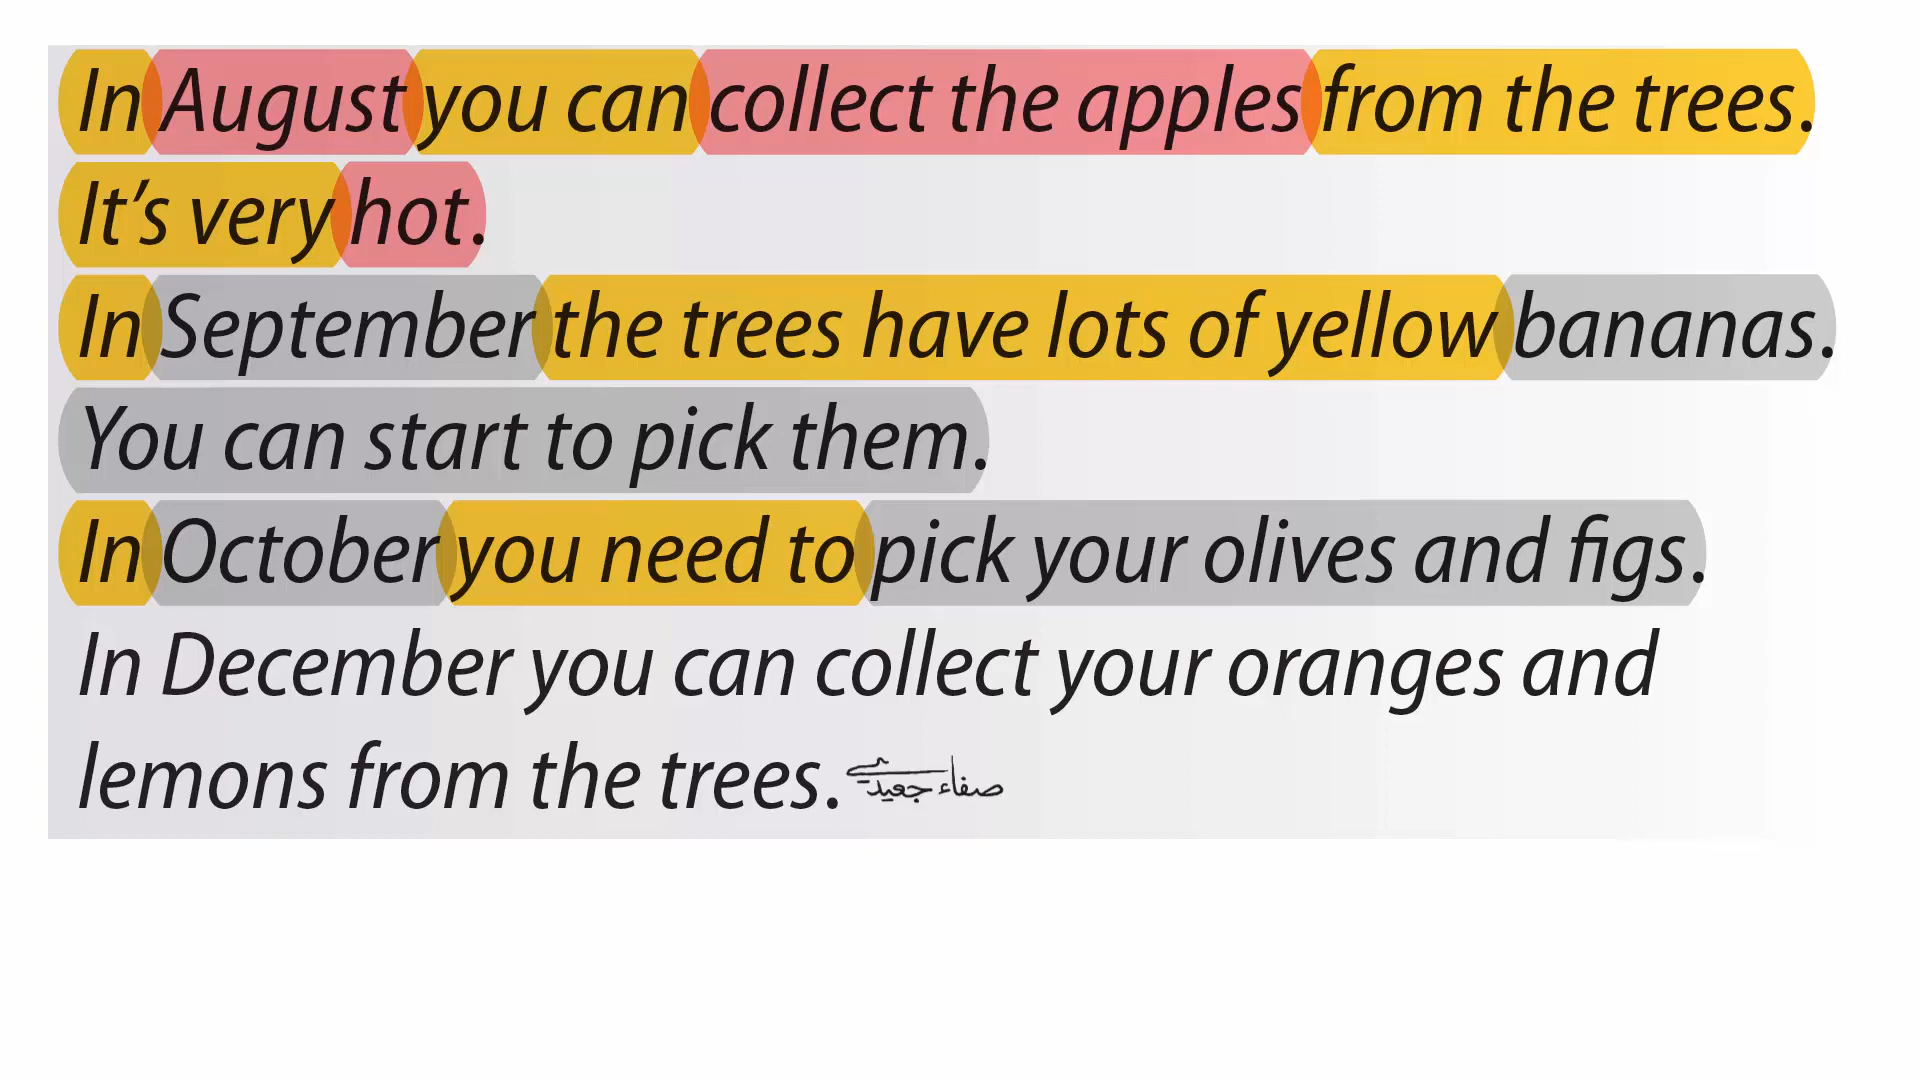 In August you can collect the apples from the trees.
It’s very hot.
In September the trees have lots of yellow bananas.
You can start to pick them.
In October you need to pick your olives and figs.
In December you can collect your oranges and
lemons from the trees. صفاء جعيدي